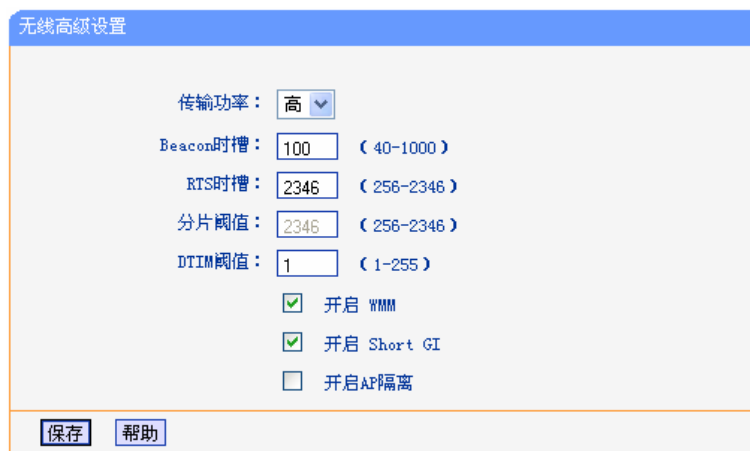 无线高级设置
传输功率： 高
Beacon时槽： 100 （40-1000）
RTS时槽： 2346 （256-2346）
分片阈值： 2346 （256-2346）
DTIM阈值： 1 （1-255）
开启 WMM
开启 Short GI
开启AP隔离
保存 帮助